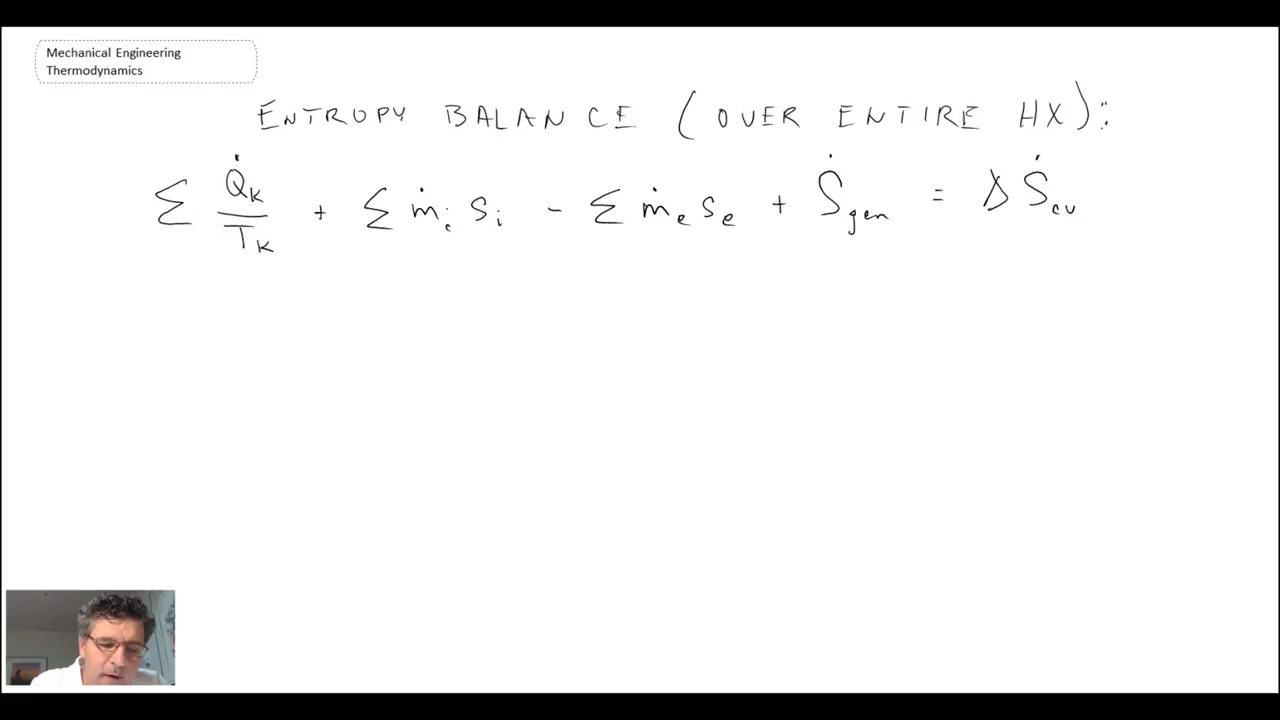 Mechanical Engineering
Thermodynamics
ENTROPY BALANCE (OVER ENTIRE HX):
Σ Q̇ₖ/Tₖ + Σ ṁᵢ sᵢ - Σ ṁₑ sₑ + Ṡgen = ΔṠcv